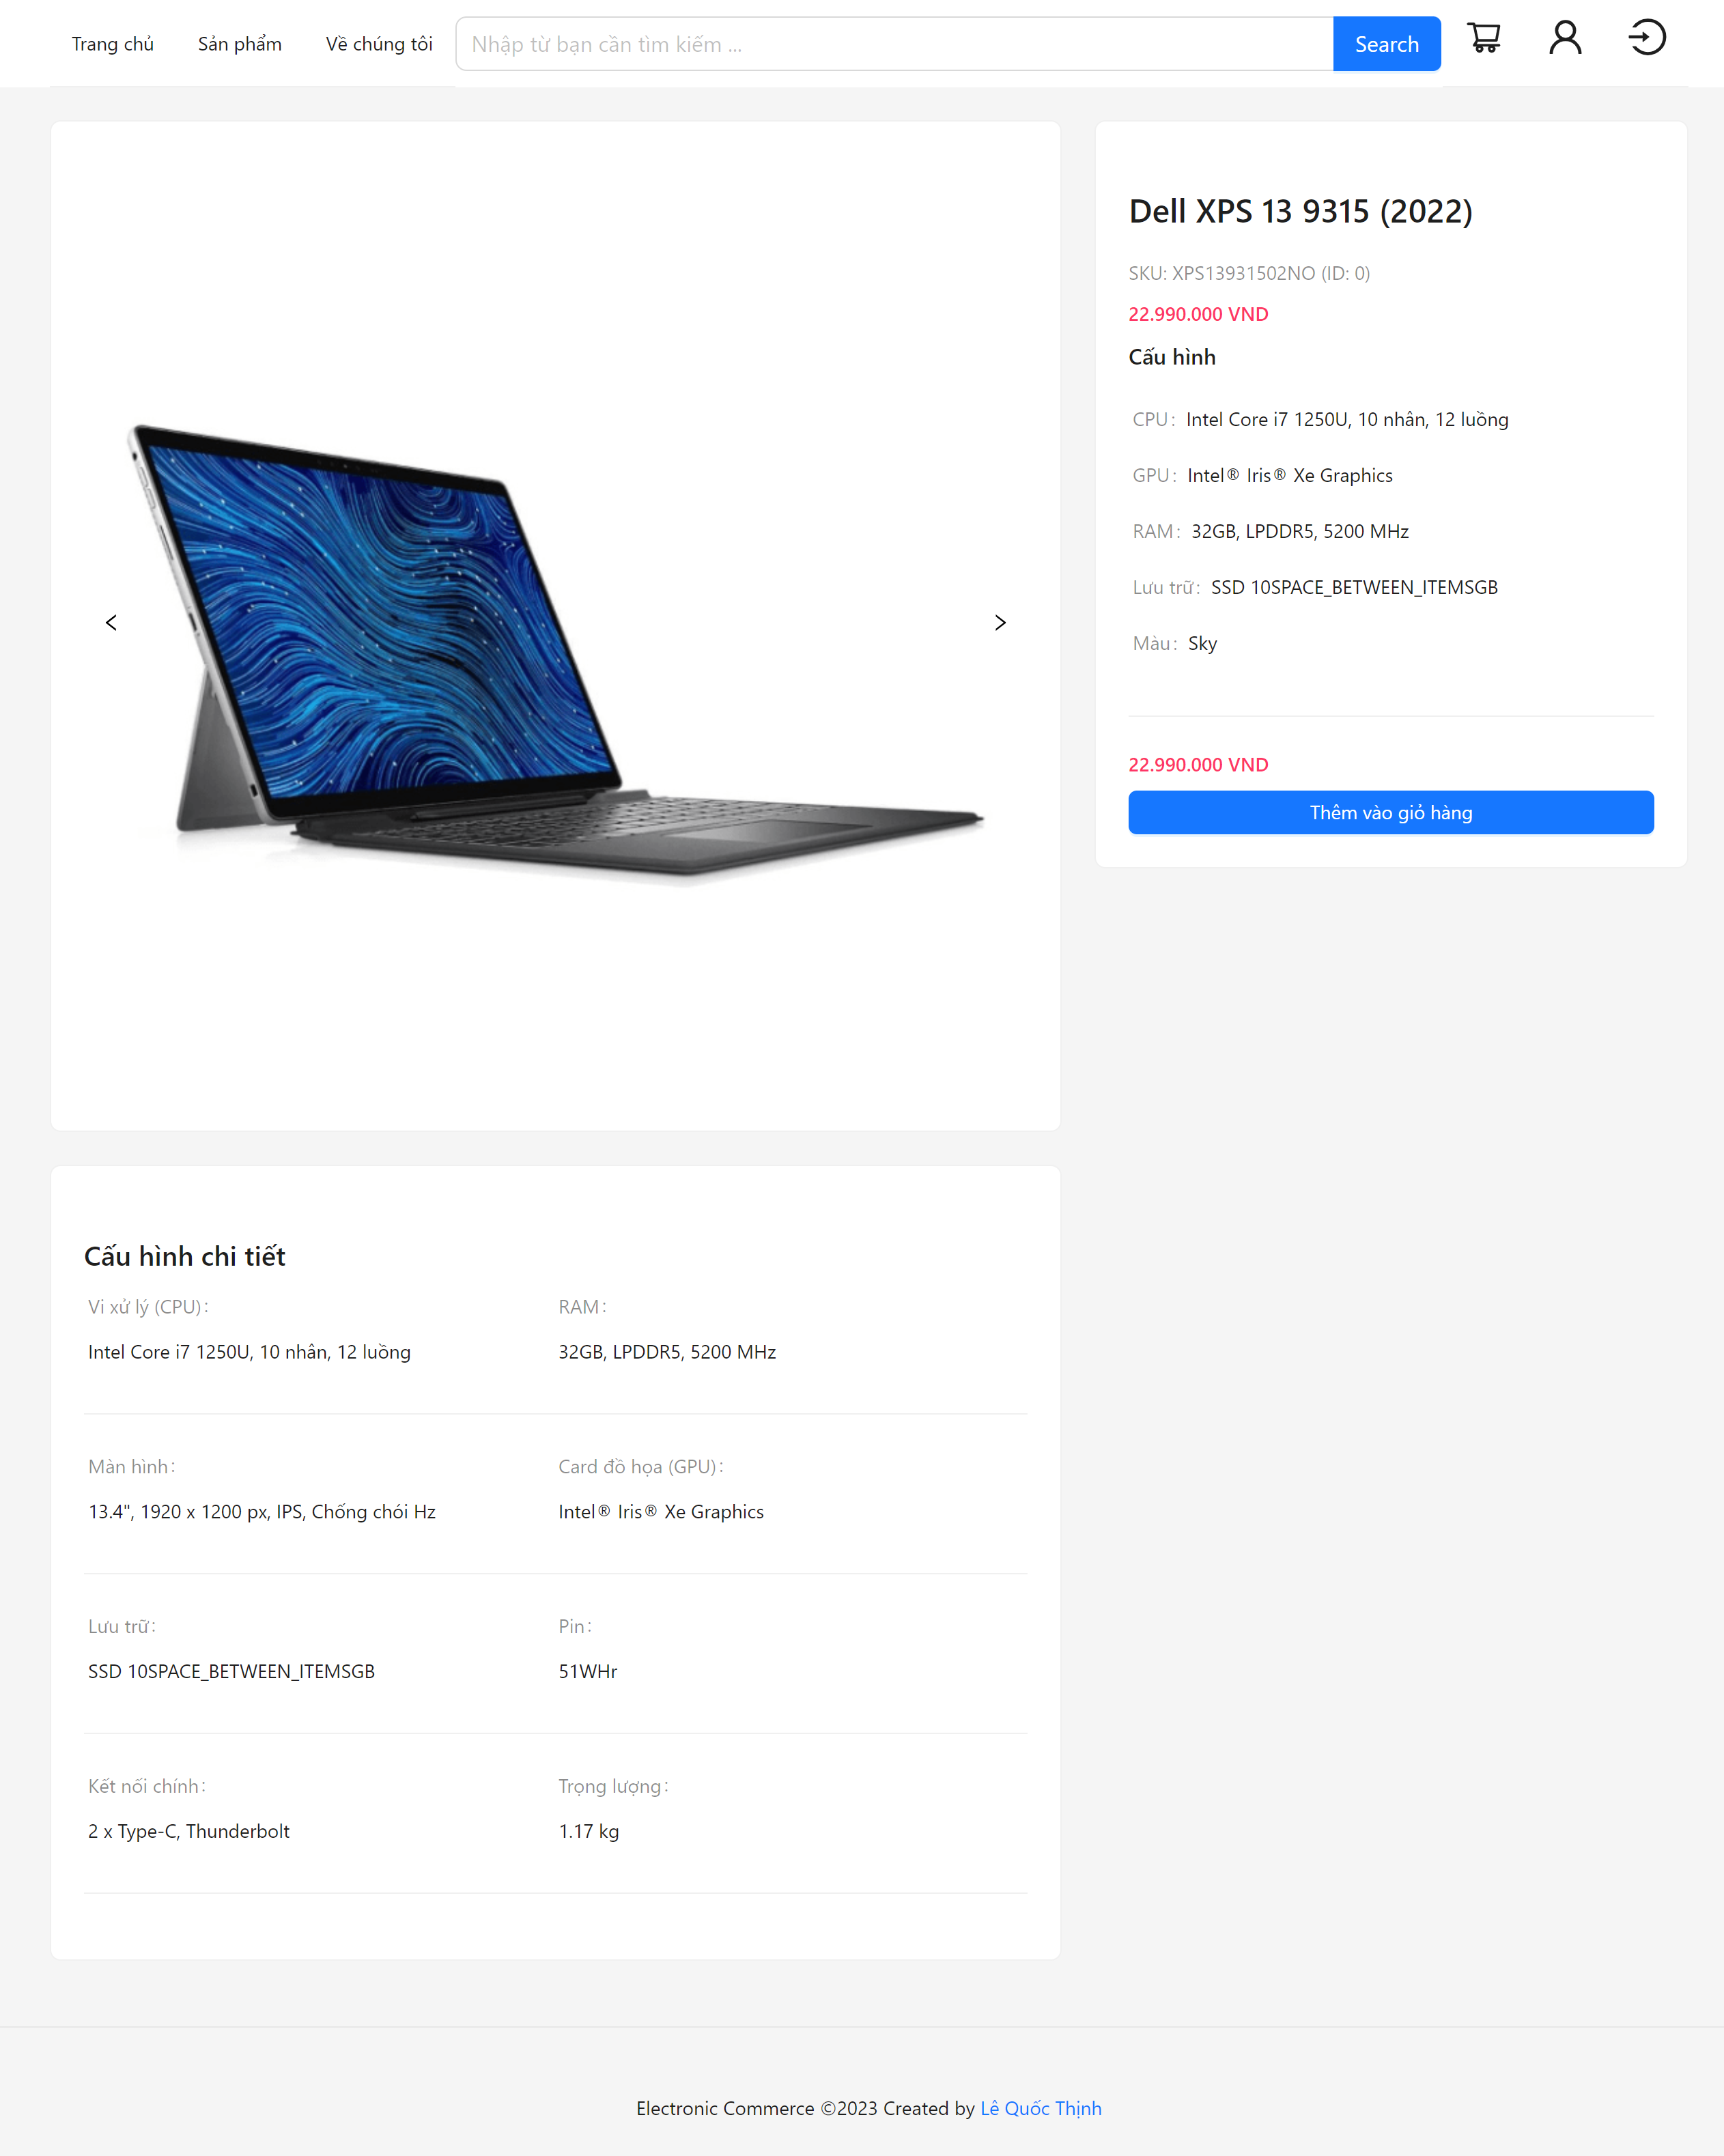 Trang chủ
Sản phẩm
Về chúng tôi
Nhập từ bạn cần tìm kiếm ...
Search
Dell XPS 13 9315 (2022)
SKU: XPS13931502NO (ID: 0)
22.990.000 VND
Cấu hình
CPU: Intel Core i7 1250U, 10 nhân, 12 luồng
GPU: Intel® Iris® Xe Graphics
RAM: 32GB, LPDDR5, 5200 MHz
Lưu trữ: SSD 10SPACE_BETWEEN_ITEMSGB
Màu: Sky
22.990.000 VND
Thêm vào giỏ hàng
Cấu hình chi tiết
Vi xử lý (CPU):
Intel Core i7 1250U, 10 nhân, 12 luồng
RAM:
32GB, LPDDR5, 5200 MHz
Màn hình:
13.4", 1920 x 1200 px, IPS, Chống chói Hz
Card đồ họa (GPU):
Intel® Iris® Xe Graphics
Lưu trữ:
SSD 10SPACE_BETWEEN_ITEMSGB
Pin:
51WHr
Kết nối chính:
2 x Type-C, Thunderbolt
Trọng lượng:
1.17 kg
Electronic Commerce ©2023 Created by Lê Quốc Thịnh